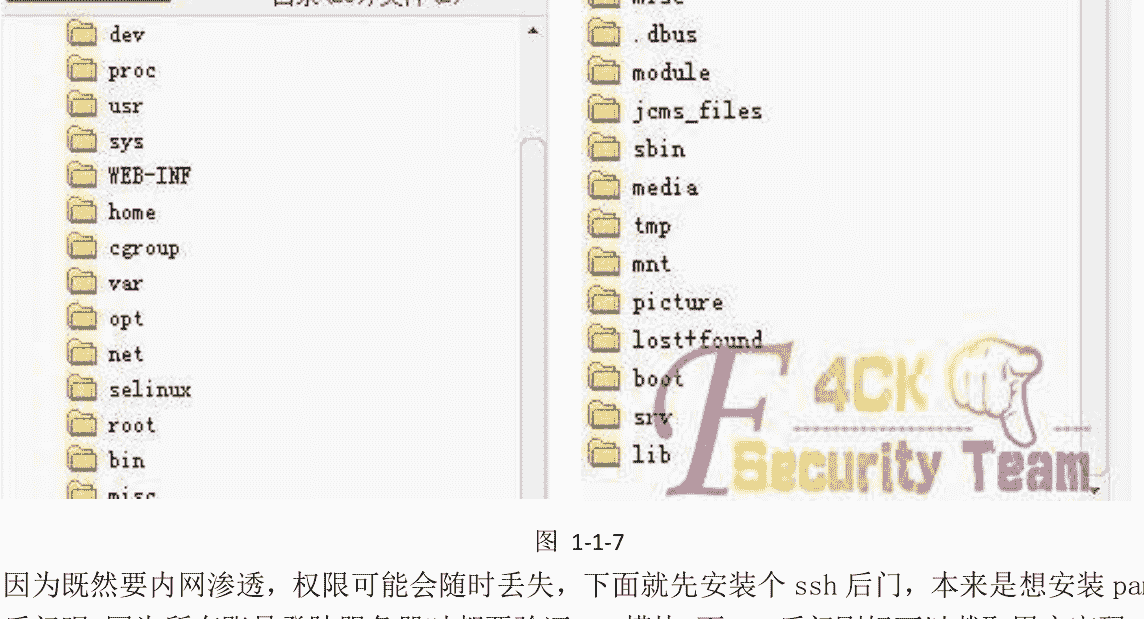 dev
proc
usr
sys
WEB-INF
home
cgroup
var
opt
net
selinux
root
bin
misc
.dbus
module
jcms_files
sbin
media
tmp
mnt
picture
lost+found
boot
srv
lib
F4CK
Security Team
图 1-1-7
因为既然要内网渗透，权限可能会随时丢失，下面就先安装个 ssh 后门，本来是想安装